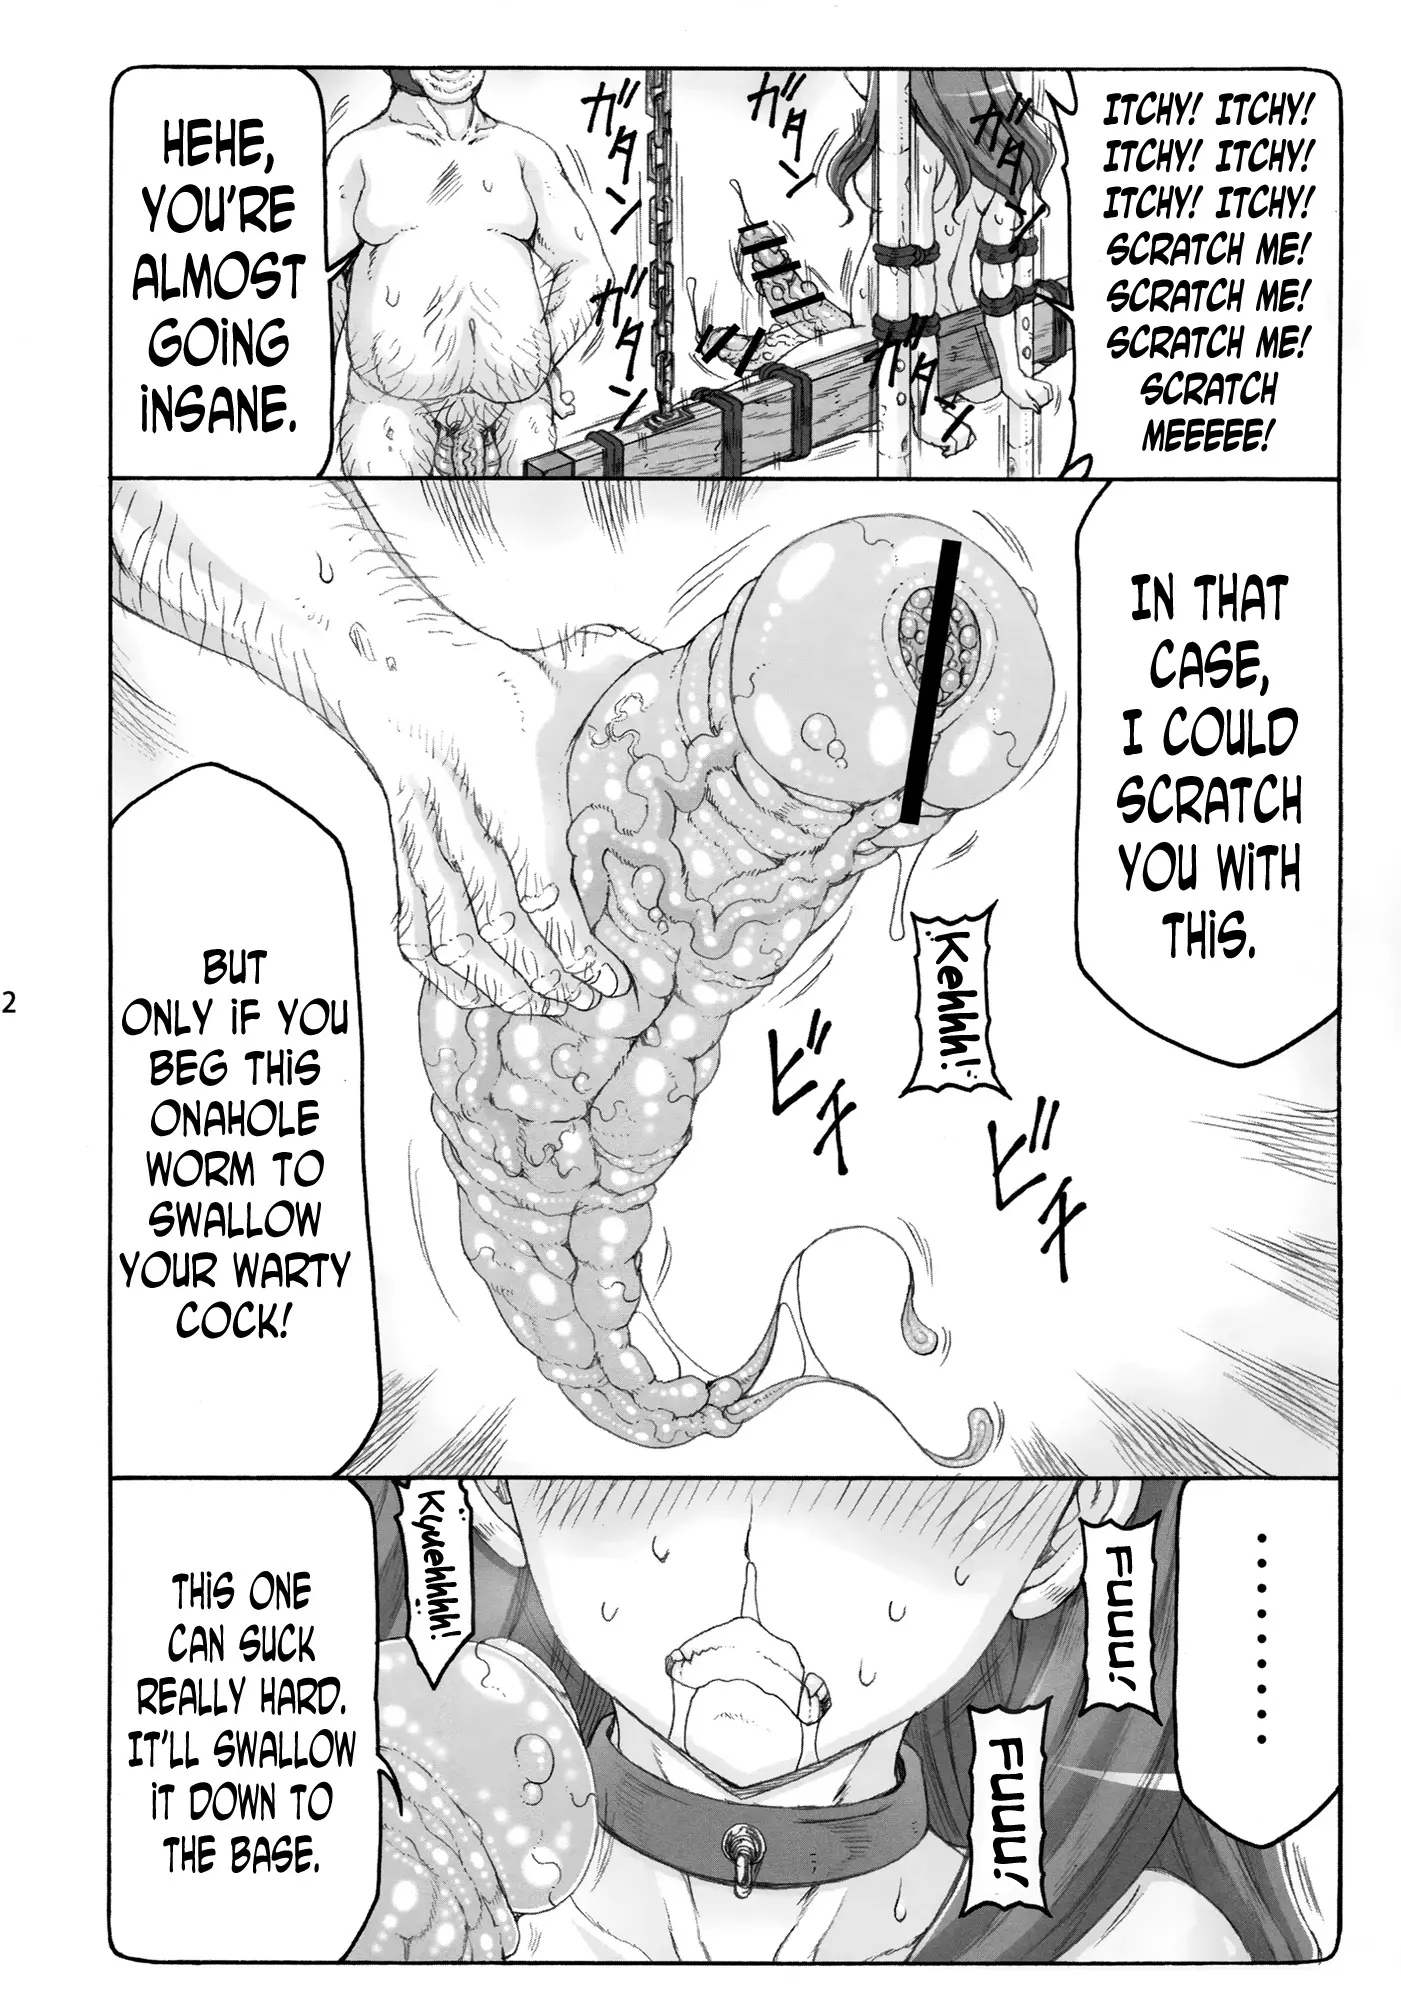 ITCHY! ITCHY!
ITCHY! ITCHY!
ITCHY! ITCHY!
SCRATCH ME!
SCRATCH ME!
SCRATCH ME!
SCRATCH
MEEEEE!
ガタン
ガタン
ガタン
ガタン
ガタン
HEHE,
YOU'RE
ALMOST
GOING
INSANE.
IN THAT
CASE,
I COULD
SCRATCH
YOU WITH
THIS.
Kehhh!
ビチ
ビチ
BUT
ONLY IF YOU
BEG THIS
ONAHOLE
WORM TO
SWALLOW
YOUR WARTY
COCK!
2
........
FUUU!
FUUU!
Kyuehhhh!
THIS ONE
CAN SUCK
REALLY HARD.
IT'LL SWALLOW
IT DOWN TO
THE BASE.